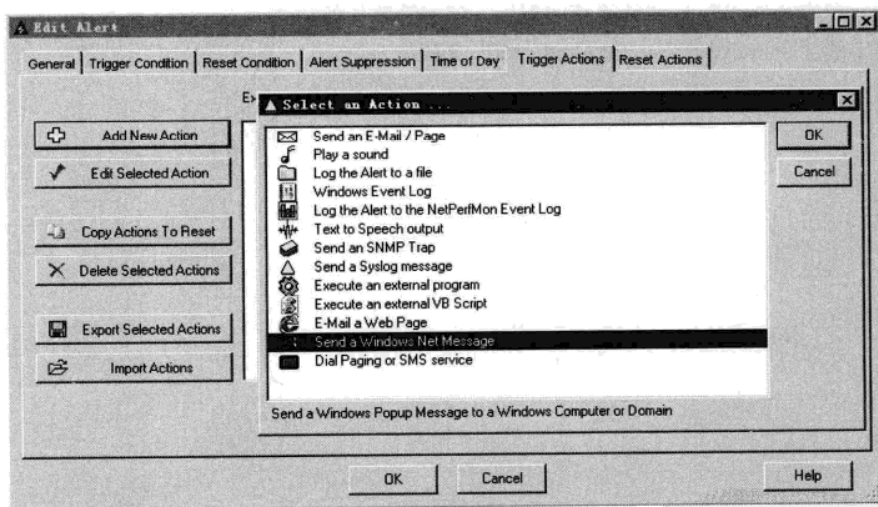 Edit Alert
General
Trigger Condition
Reset Condition
Alert Suppression
Time of Day
Trigger Actions
Reset Actions
Select an Action ...
Add New Action
Edit Selected Action
Copy Actions To Reset
Delete Selected Actions
Export Selected Actions
Import Actions
Send an E-Mail / Page
Play a sound
Log the Alert to a file
Windows Event Log
Log the Alert to the NetPerfMon Event Log
Text to Speech output
Send an SNMP Trap
Send a Syslog message
Execute an external program
Execute an external VB Script
E-Mail a Web Page
Send a Windows Net Message
Dial Paging or SMS service
Send a Windows Popup Message to a Windows Computer or Domain
OK
Cancel
OK
Cancel
Help